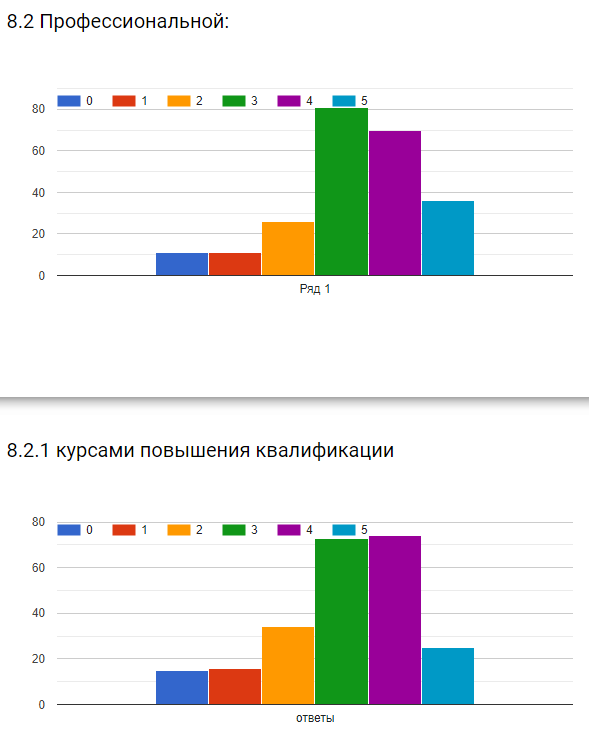 8.2 Профессиональной:
0 1 2 3 4 5
80
60
40
20
0
Ряд 1
8.2.1 курсами повышения квалификации
80
0 1 2 3 4 5
60
40
20
0
ответы